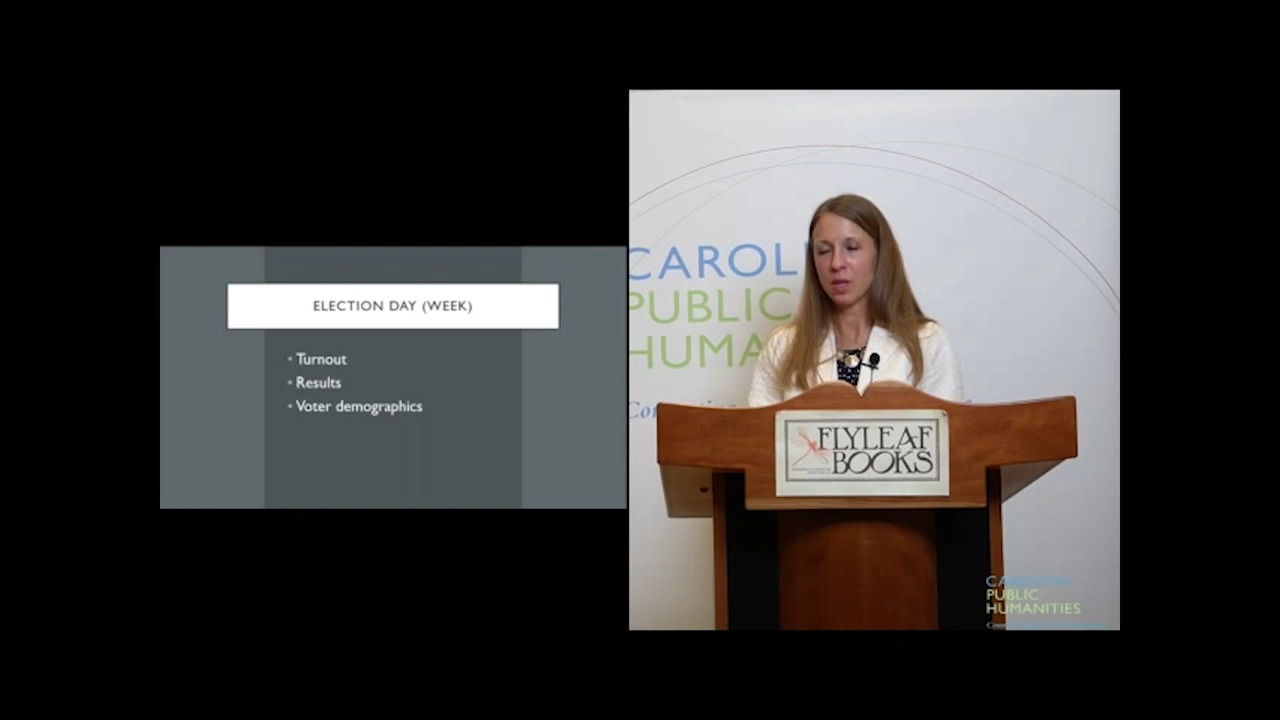 ELECTION DAY (WEEK)
Turnout
Results
Voter demographics
CAROL
PUBLIC
HUMA
FLYLEAF
BOOKS
PUBLIC
HUMANITIES